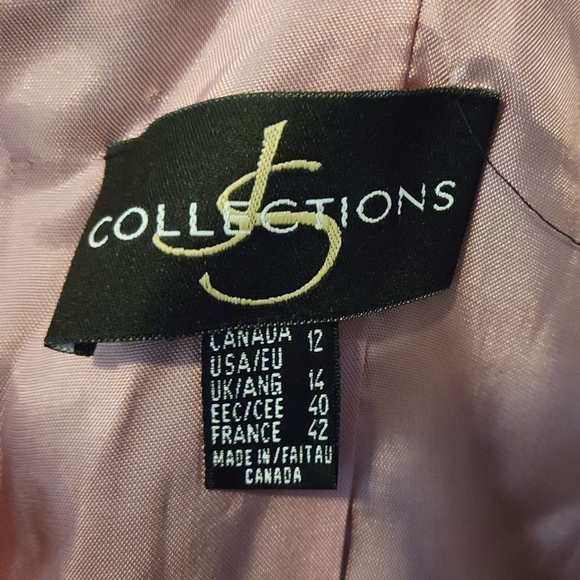 JS
COLLECTIONS
CANADA 12
USA/EU
UK/ANG 14
EEC/CEE 40
FRANCE 42
MADE IN/FAIT AU
CANADA